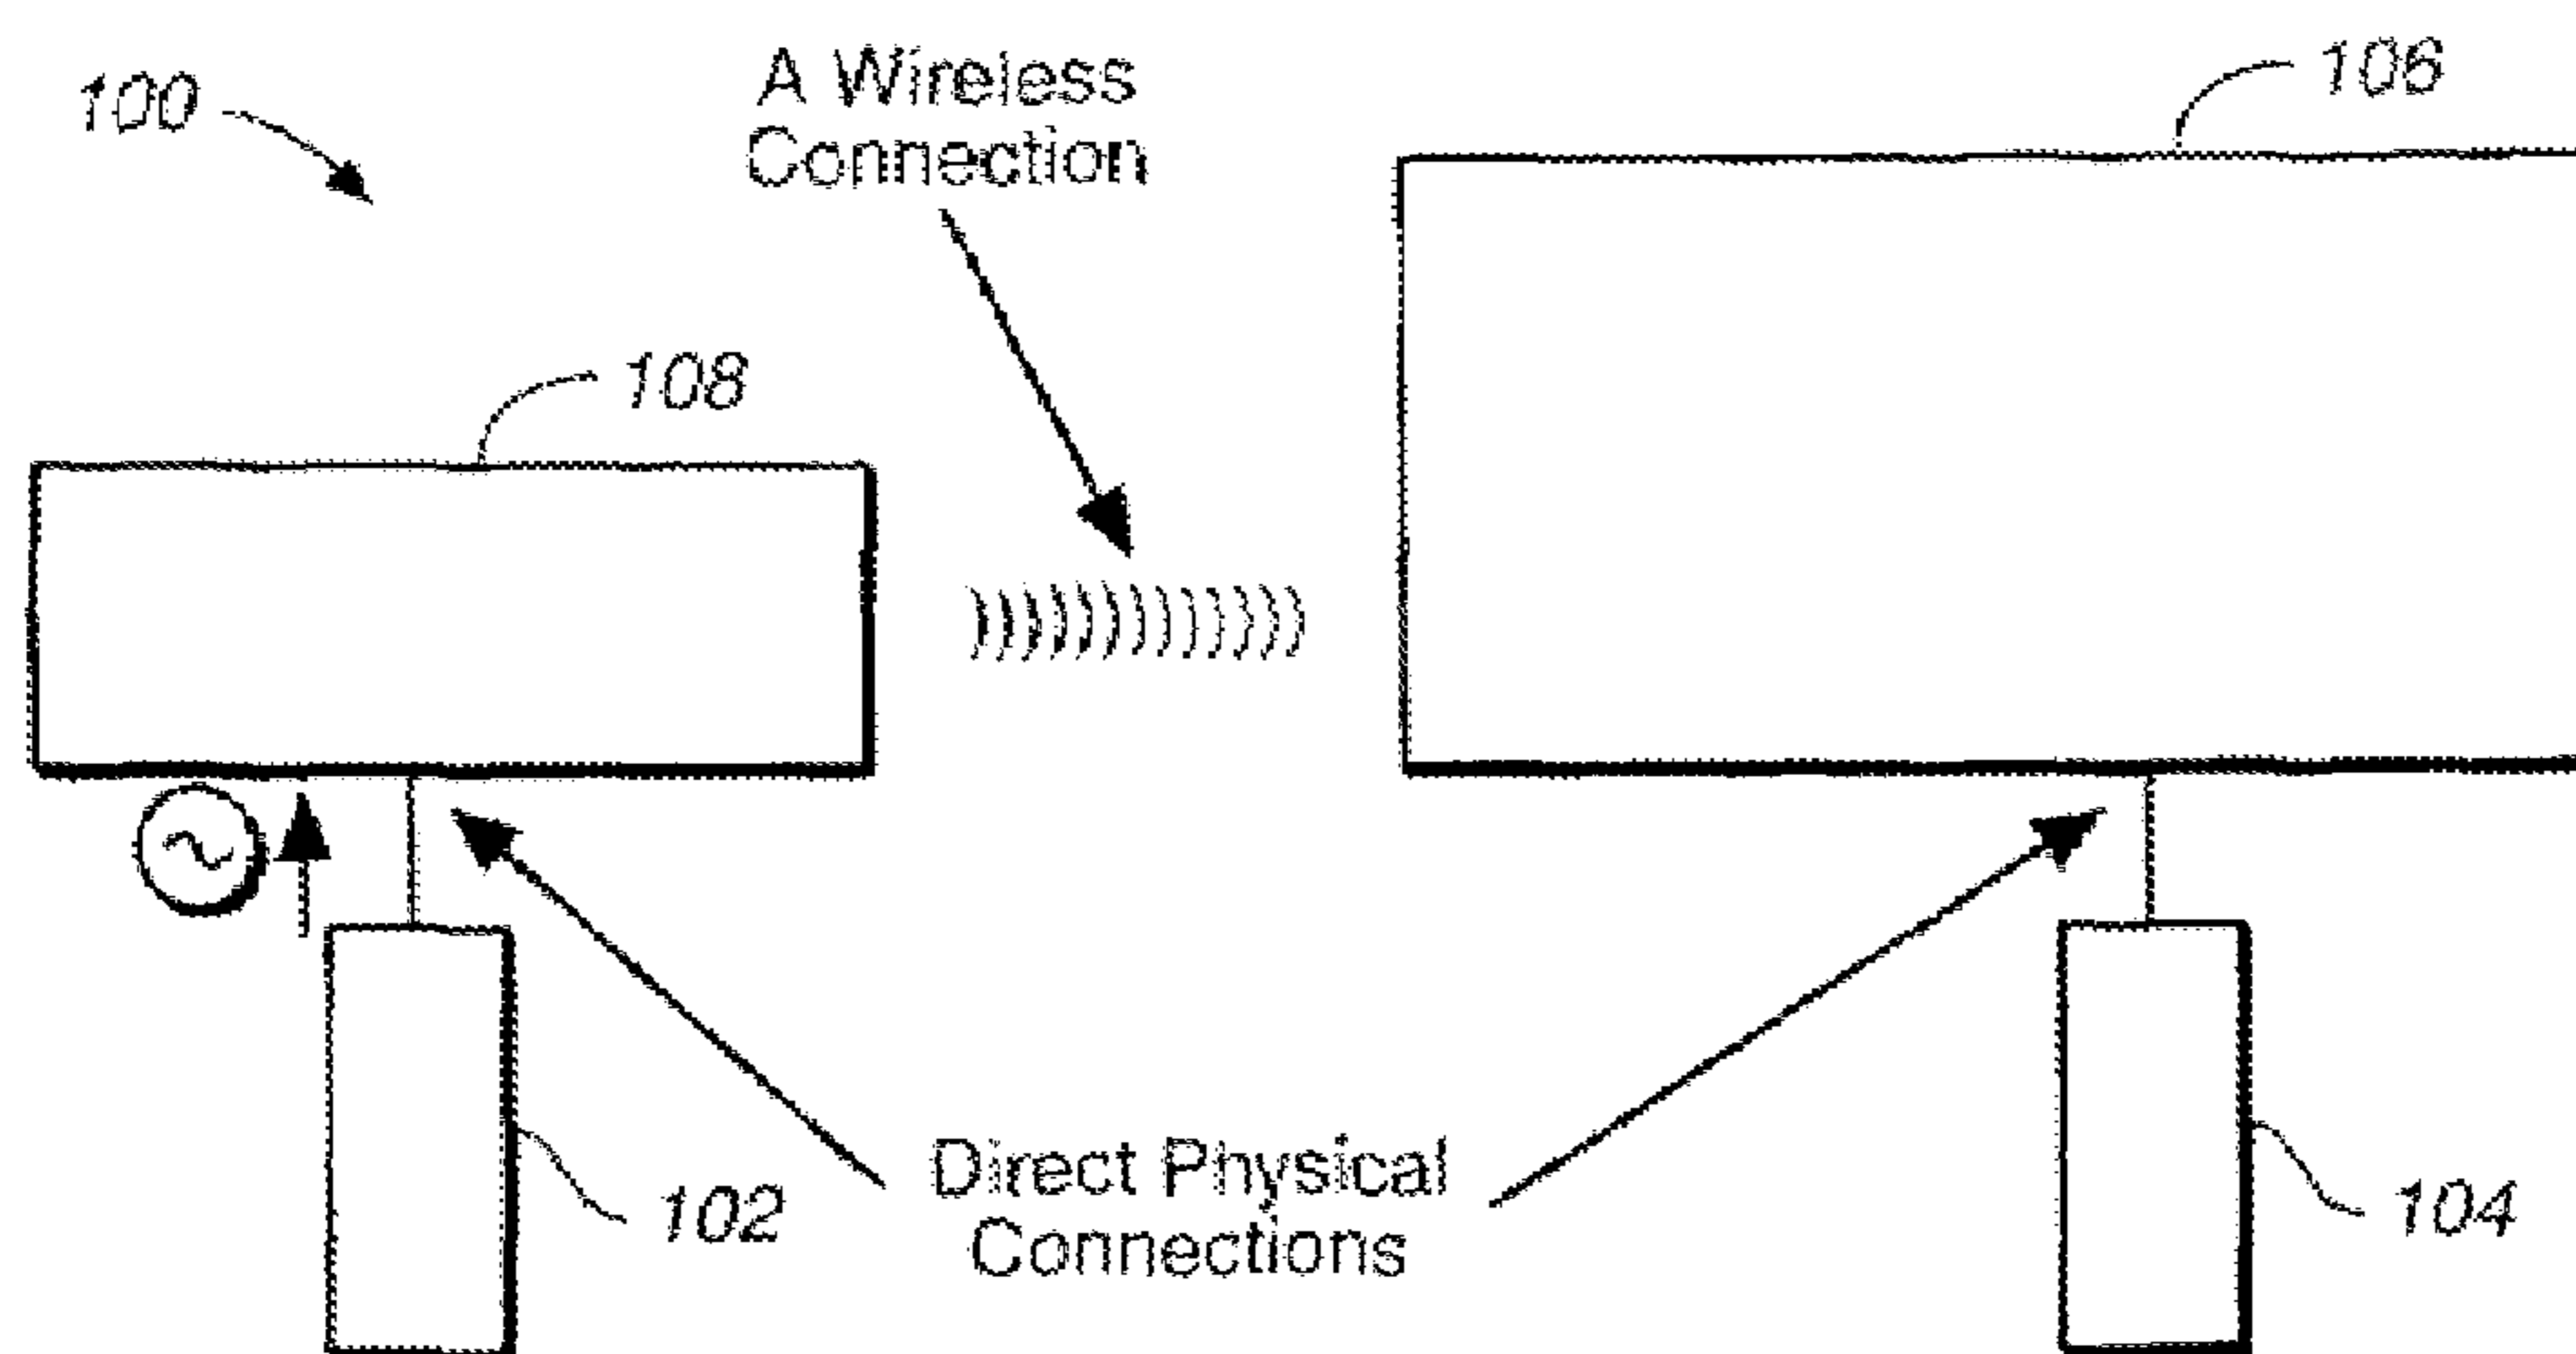 100
A Wireless
Connection
106
108
~
102
Direct Physical
Connections
104